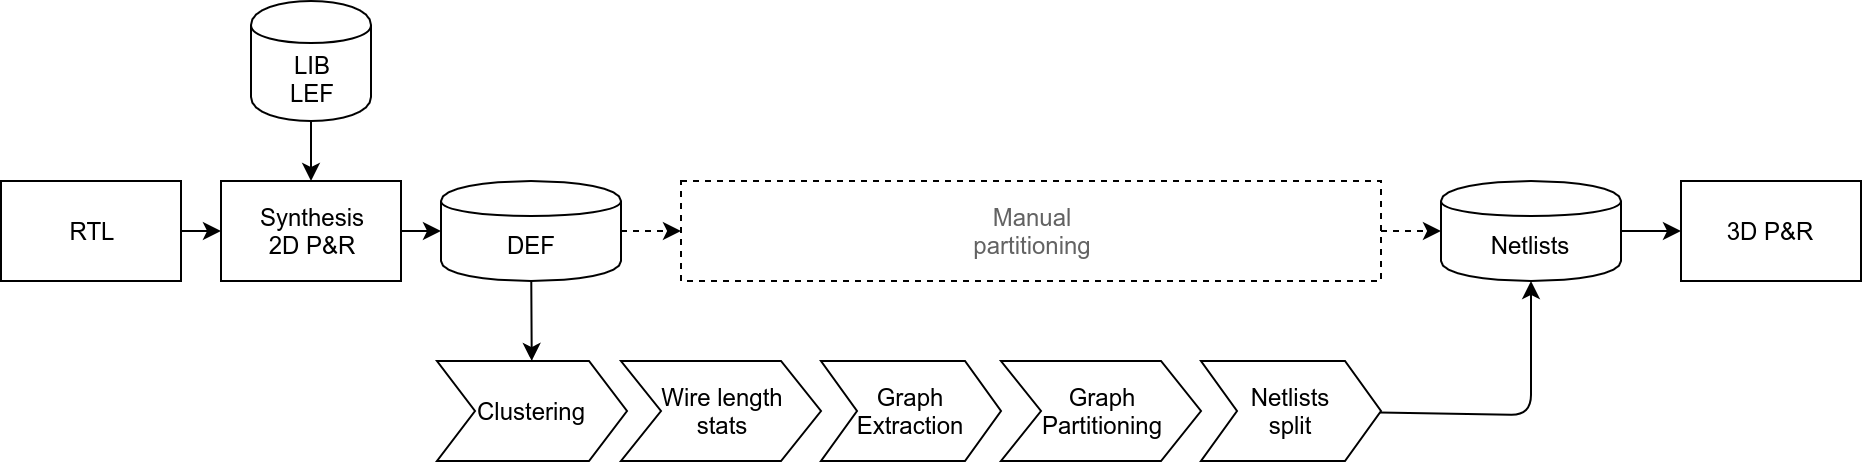 LIB
LEF
RTL
Synthesis
2D P&R
DEF
Manual
partitioning
Netlists
3D P&R
Clustering
Wire length
stats
Graph
Extraction
Graph
Partitioning
Netlists
split